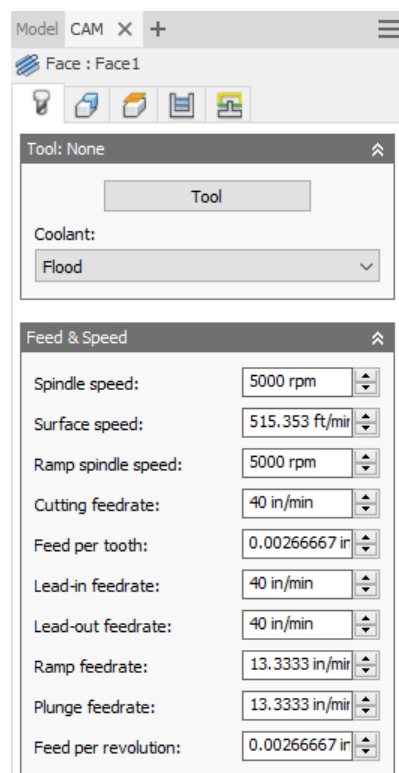 Model CAM
Face : Face1
Tool: None
Tool
Coolant:
Flood
Feed & Speed
Spindle speed: 5000 rpm
Surface speed: 515.353 ft/mir
Ramp spindle speed: 5000 rpm
Cutting feedrate: 40 in/min
Feed per tooth: 0.00266667 ir
Lead-in feedrate: 40 in/min
Lead-out feedrate: 40 in/min
Ramp feedrate: 13.3333 in/mir
Plunge feedrate: 13.3333 in/mir
Feed per revolution: 0.00266667 ir